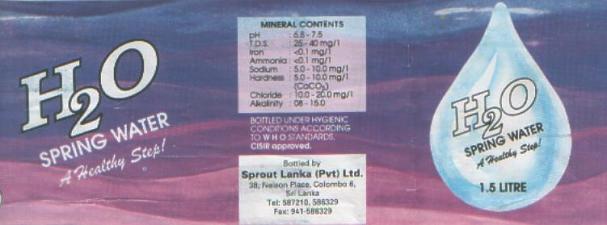 H2O
SPRING WATER
A Healthy Step!
MINERAL CONTENTS
pH : 6.8 - 7.5
T.D.S. : 25 - 40 mg/l
Iron : <0.1 mg/l
Ammonia : <0.1 mg/l
Sodium : 5.0 - 10.0 mg/l
Hardness : 5.0 - 10.0 mg/l
(CaCO3)
Chloride : 10.0 - 20.0 mg/l
Alkalinity : 08 - 15.0
BOTTLED UNDER HYGIENIC
CONDITIONS ACCORDING
TO W H O STANDARDS.
CISIR approved.
Bottled by
Sprout Lanka (Pvt) Ltd.
38, Nelson Place, Colombo 6,
Sri Lanka
Tel: 587210, 586329
Fax: 941-586329
H2O
SPRING WATER
A Healthy Step!
1.5 LITRE